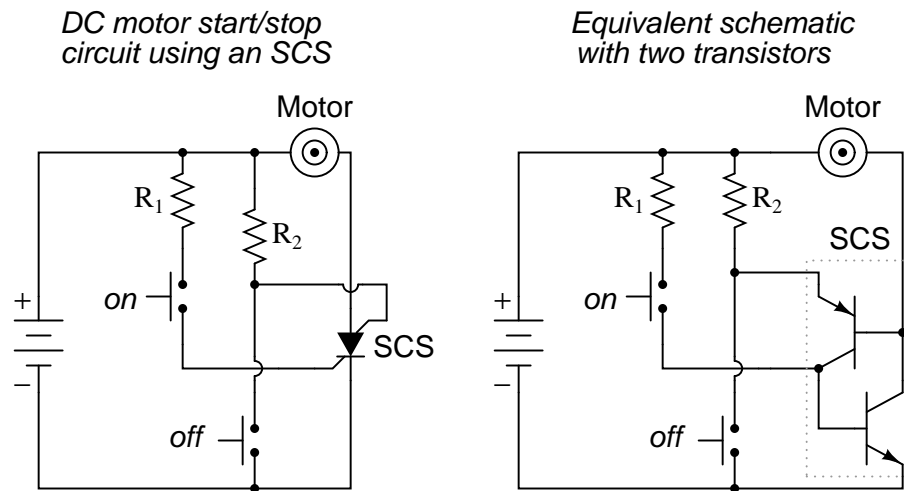 DC motor start/stop
circuit using an SCS
Equivalent schematic
with two transistors
Motor
R1
R2
on
+
-
SCS
off
Motor
R1
R2
SCS
on
+
-
off